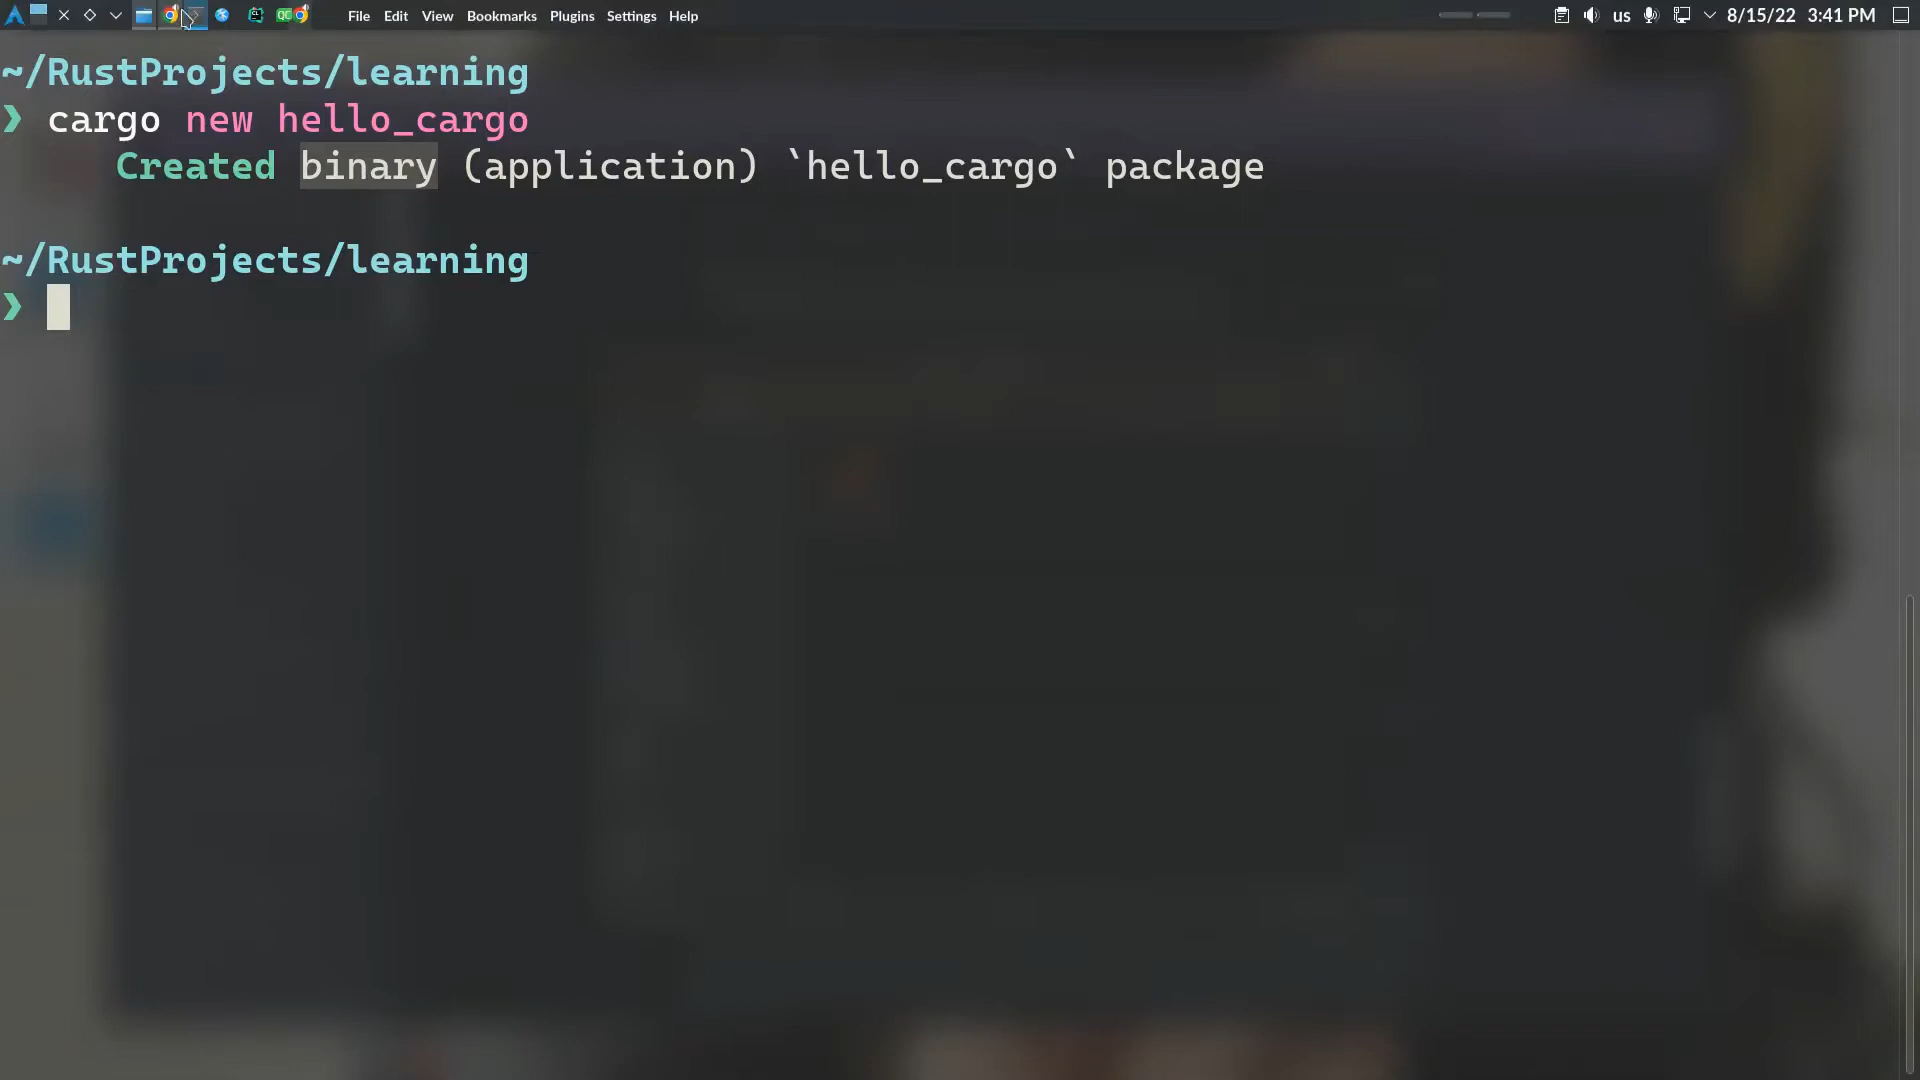 File Edit View Bookmarks Plugins Settings Help us 8/15/22 3:41 PM
~/RustProjects/learning
❯ cargo new hello_cargo
Created binary (application) `hello_cargo` package
~/RustProjects/learning
❯